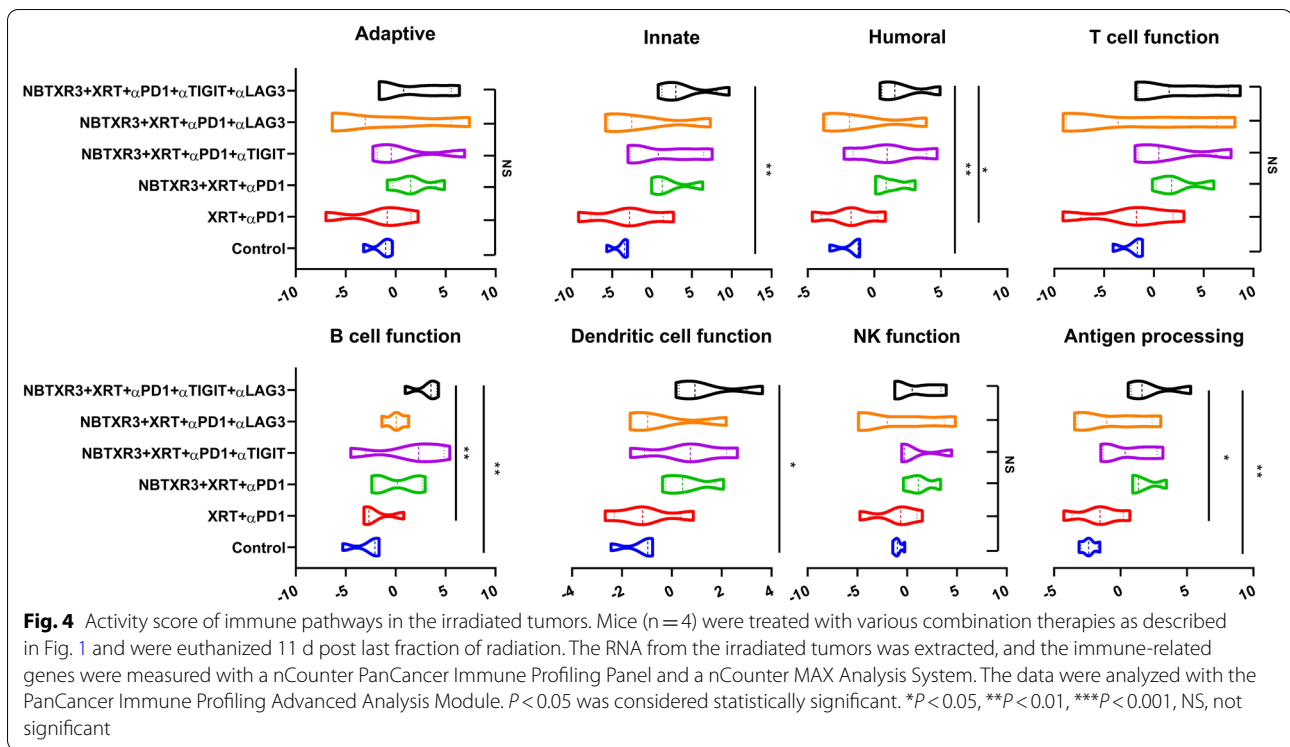 Adaptive
Innate
Humoral
T cell function
NBTXR3+XRT+αPD1+αTIGIT+αLAG3
NBTXR3+XRT+αPD1+αLAG3
NBTXR3+XRT+αPD1+αTIGIT
NBTXR3+XRT+αPD1
XRT+αPD1
Control
NS
**
**
*
NS
-10 -5 0 5 10
-10 -5 0 5 10 15
-5 0 5 10
-10 -5 0 5 10
B cell function
Dendritic cell function
NK function
Antigen processing
NBTXR3+XRT+αPD1+αTIGIT+αLAG3
NBTXR3+XRT+αPD1+αLAG3
NBTXR3+XRT+αPD1+αTIGIT
NBTXR3+XRT+αPD1
XRT+αPD1
Control
**
**
*
NS
*
**
-10 -5 0 5 10
-4 -2 0 2 4
-10 -5 0 5 10
-5 0 5 10
Fig. 4 Activity score of immune pathways in the irradiated tumors. Mice (n = 4) were treated with various combination therapies as described
in Fig. 1 and were euthanized 11 d post last fraction of radiation. The RNA from the irradiated tumors was extracted, and the immune-related
genes were measured with a nCounter PanCancer Immune Profiling Panel and a nCounter MAX Analysis System. The data were analyzed with the
PanCancer Immune Profiling Advanced Analysis Module. P < 0.05 was considered statistically significant. *P < 0.05, **P < 0.01, ***P < 0.001, NS, not
significant